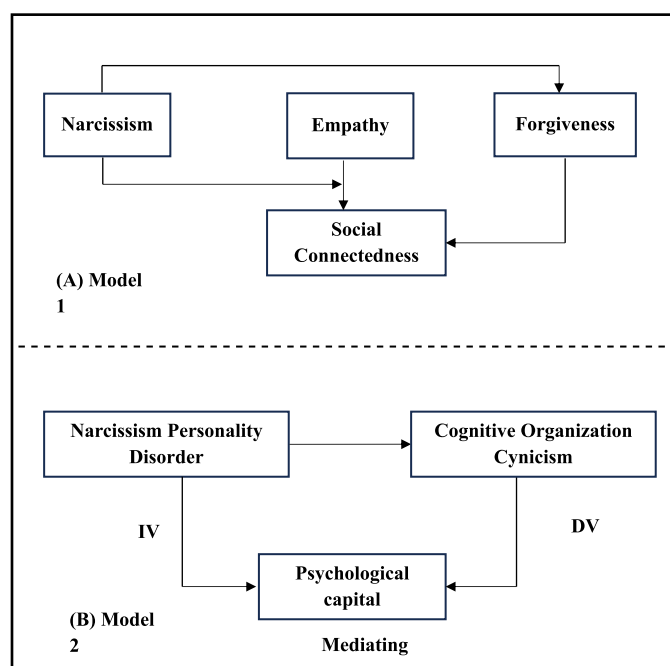 Narcissism
Empathy
Forgiveness
Social
Connectedness
(A) Model
1
Narcissism Personality
Disorder
Cognitive Organization
Cynicism
IV
DV
Psychological
capital
(B) Model
2
Mediating